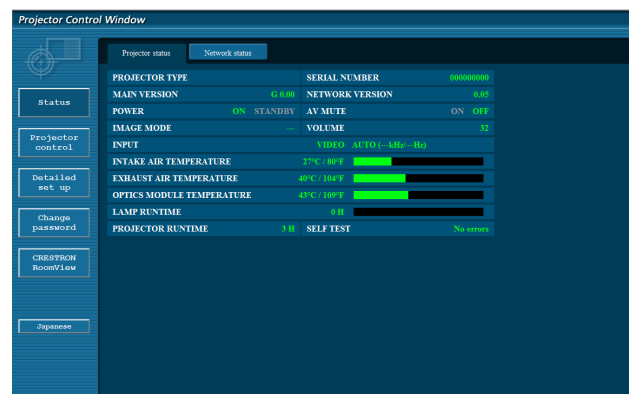 Projector Control Window
Projector status
Network status
Status
Projector control
Detailed set up
Change password
CRESTRON RoomView
Japanese
PROJECTOR TYPE
SERIAL NUMBER 000000000
MAIN VERSION G 0.00
NETWORK VERSION 0.05
POWER ON STANDBY
AV MUTE ON OFF
IMAGE MODE ---
VOLUME 32
INPUT VIDEO AUTO (---kHz/---Hz)
INTAKE AIR TEMPERATURE 27°C / 80°F
EXHAUST AIR TEMPERATURE 40°C / 104°F
OPTICS MODULE TEMPERATURE 43°C / 109°F
LAMP RUNTIME 0 H
PROJECTOR RUNTIME 3 H
SELF TEST No errors